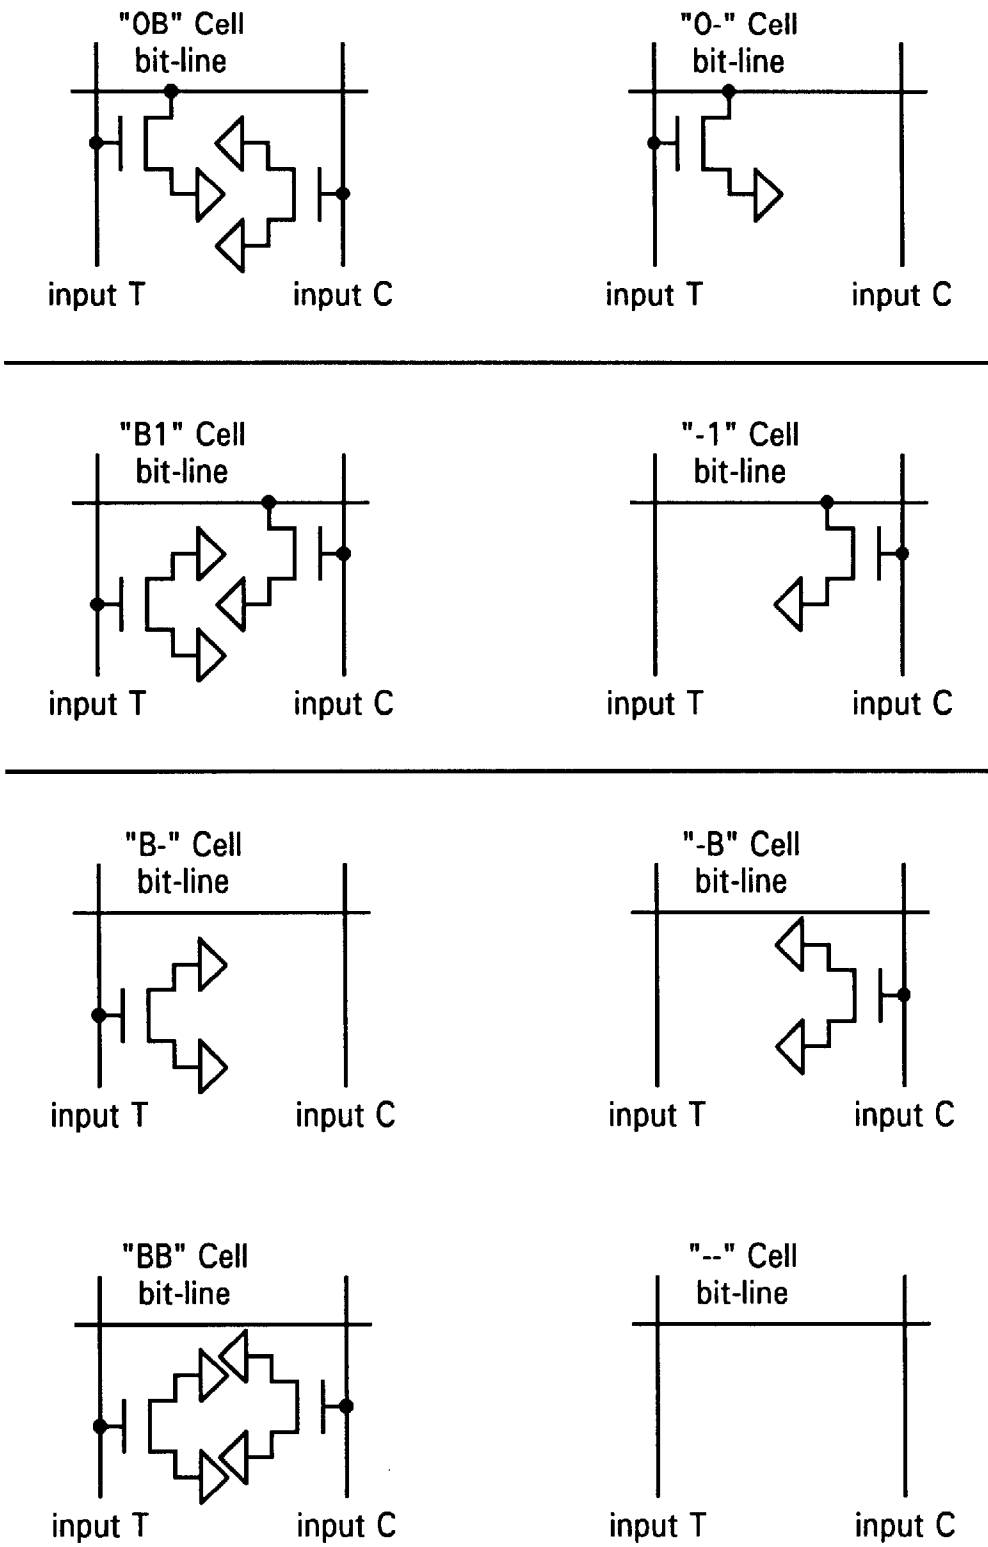 "0B" Cell
bit-line
input T
input C
"0-" Cell
bit-line
input T
input C
"B1" Cell
bit-line
input T
input C
"-1" Cell
bit-line
input T
input C
"B-" Cell
bit-line
input T
input C
"-B" Cell
bit-line
input T
input C
"BB" Cell
bit-line
input T
input C
"--" Cell
bit-line
input T
input C